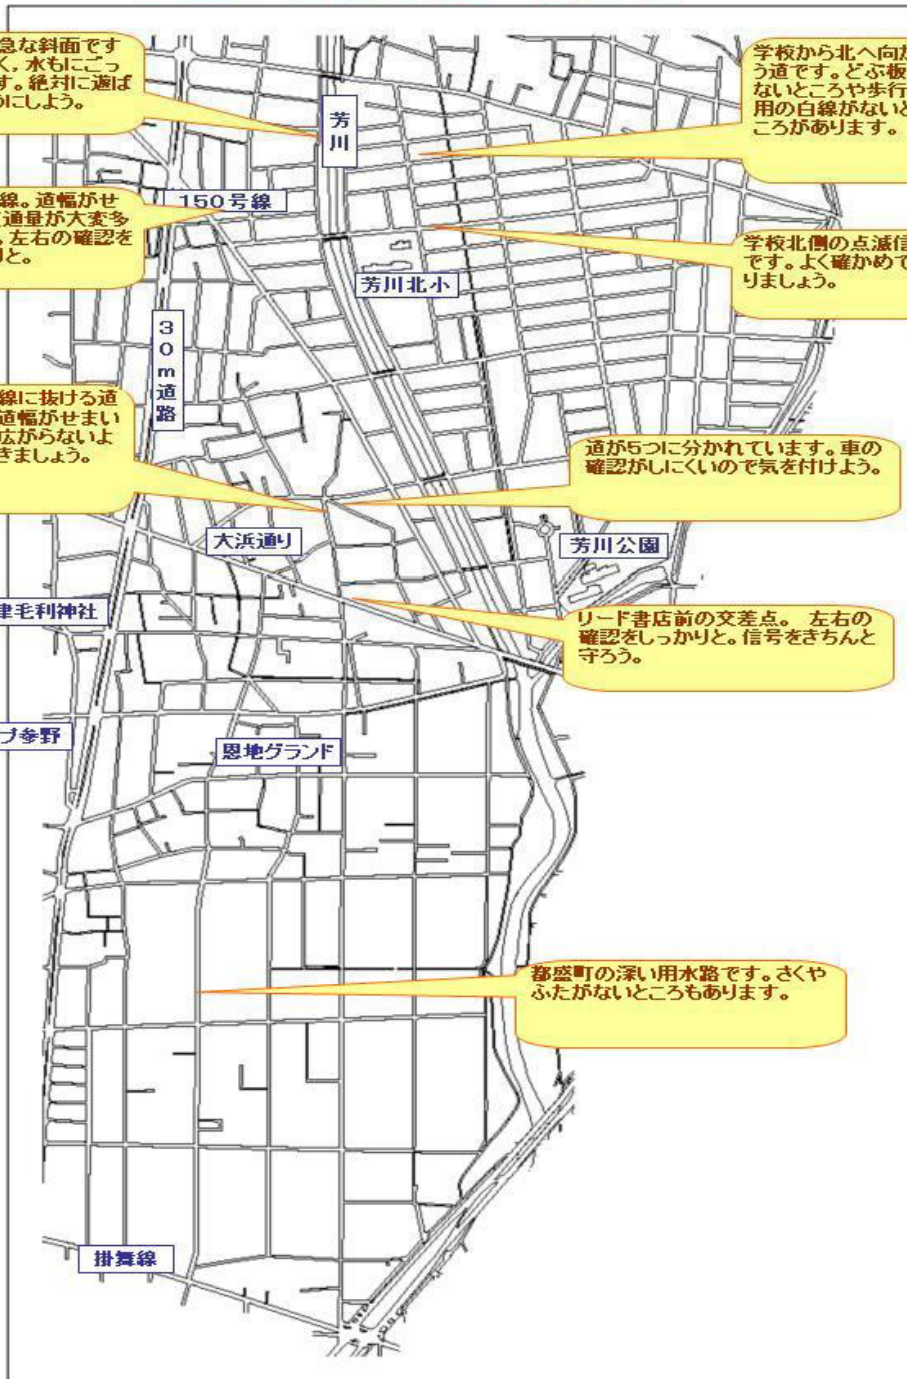 急な斜面です
く，水もにごっ
す。絶対に遊ば
うにしよう。
芳川
学校から北へ向か
う道です。どぶ板
ないところや歩行
用の白線がないと
ころがあります。
線。道幅がせ
通量が大変多
。左右の確認を
りと。
150号線
学校北側の点滅信
です。よく確かめて
りましょう。
芳川北小
30m道路
線に抜ける道
道幅がせまい
広がらないよ
きましょう。
道が5つに分かれています。車の
確認がしにくいので気を付けよう。
大浜通り
芳川公園
津毛利神社
リード書店前の交差点。 左右の
確認をしっかりと。信号をきちんと
守ろう。
プ参野
恩地グランド
都盛町の深い用水路です。さくや
ふたがないところもあります。
掛舞線